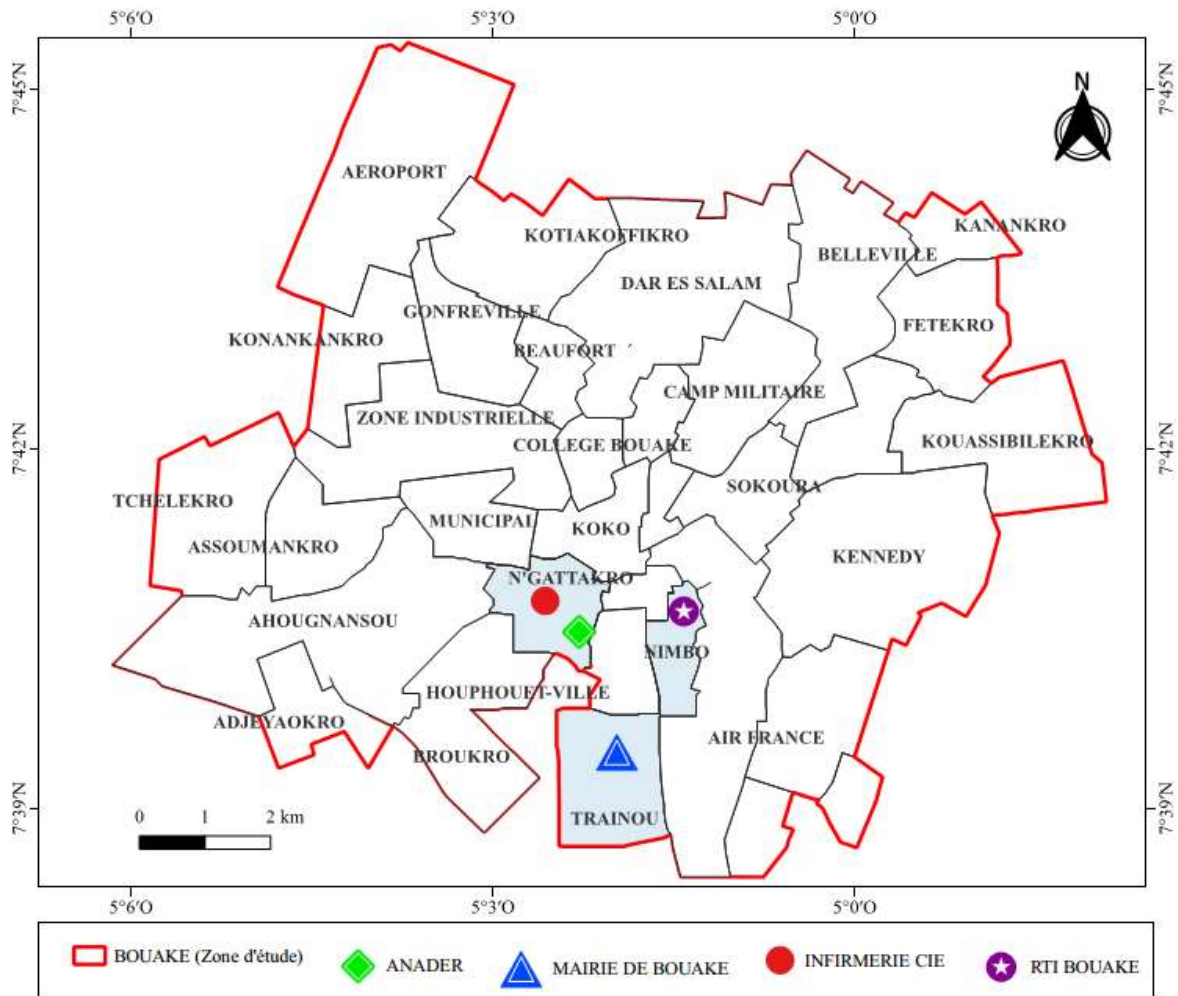 5°6'O 5°3'O 5°0'O
7°45'N 7°45'N
N
AEROPORT
KANANKRO
KOTIAKOFFIKRO
BELLEVILLE
DAR ES SALAM
GONFREVILLE
FETEKRO
KONANKANKRO
BEAUFORT
CAMP MILITAIRE
ZONE INDUSTRIELLE
COLLEGE BOUAKE
KOUASSIBILEKRO
7°42'N 7°42'N
SOKOURA
TCHELEKRO
MUNICIPAL
KOKO
ASSOUMANKRO
KENNEDY
N'GATTAKRO
AHOUGNANSOU
NIMBO
HOUPHOUET-VILLE
ADJEYAOKRO
AIR FRANCE
BROUKRO
7°39'N 7°39'N
0 1 2 km
TRAINOU
5°6'O 5°3'O 5°0'O
BOUAKE (Zone d'étude)
ANADER
MAIRIE DE BOUAKE
INFIRMERIE CIE
RTI BOUAKE